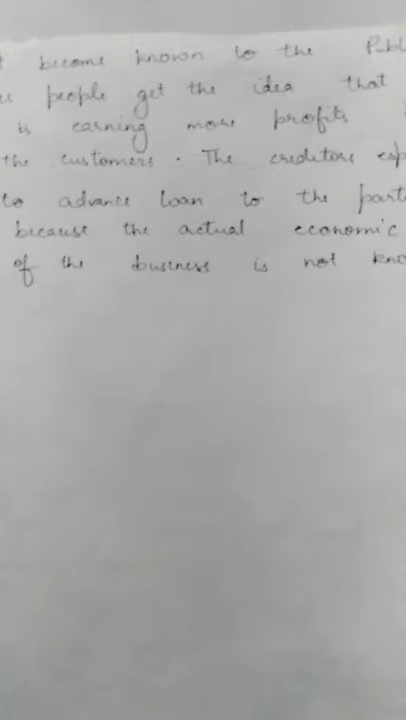 become known to the
people get the idea that
is earning more profits
the customers. The creditors
to advance loan to the
because the actual economic
of the business is not